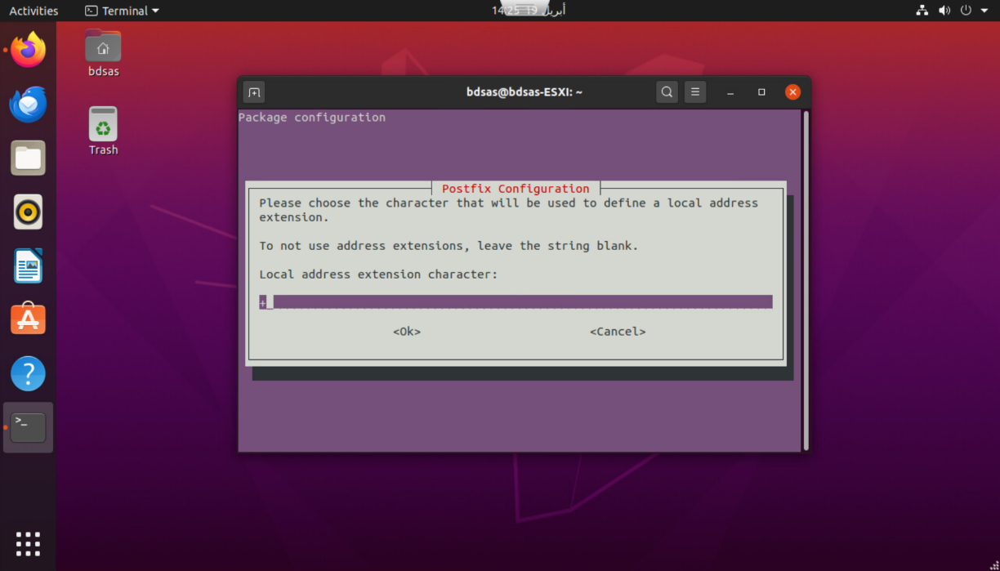 Activities
Terminal
14:25 19 أبريل
bdsas
Trash
bdsas@bdsas-ESXI: ~
Package configuration
Postfix Configuration
Please choose the character that will be used to define a local address
extension.
To not use address extensions, leave the string blank.
Local address extension character:
+
<Ok>
<Cancel>